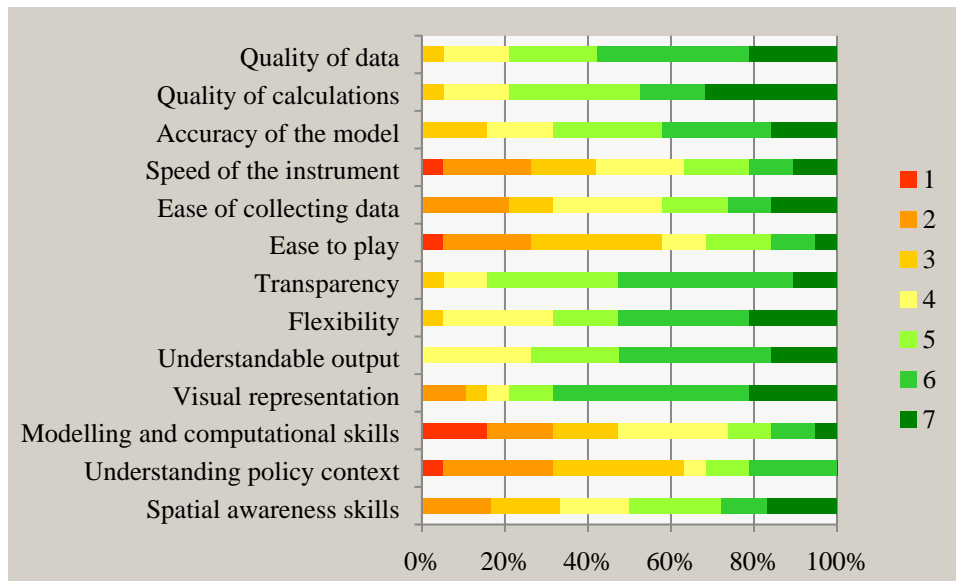 Quality of data
Quality of calculations
Accuracy of the model
Speed of the instrument
Ease of collecting data
Ease to play
Transparency
Flexibility
Understandable output
Visual representation
Modelling and computational skills
Understanding policy context
Spatial awareness skills
0% 20% 40% 60% 80% 100%
1
2
3
4
5
6
7